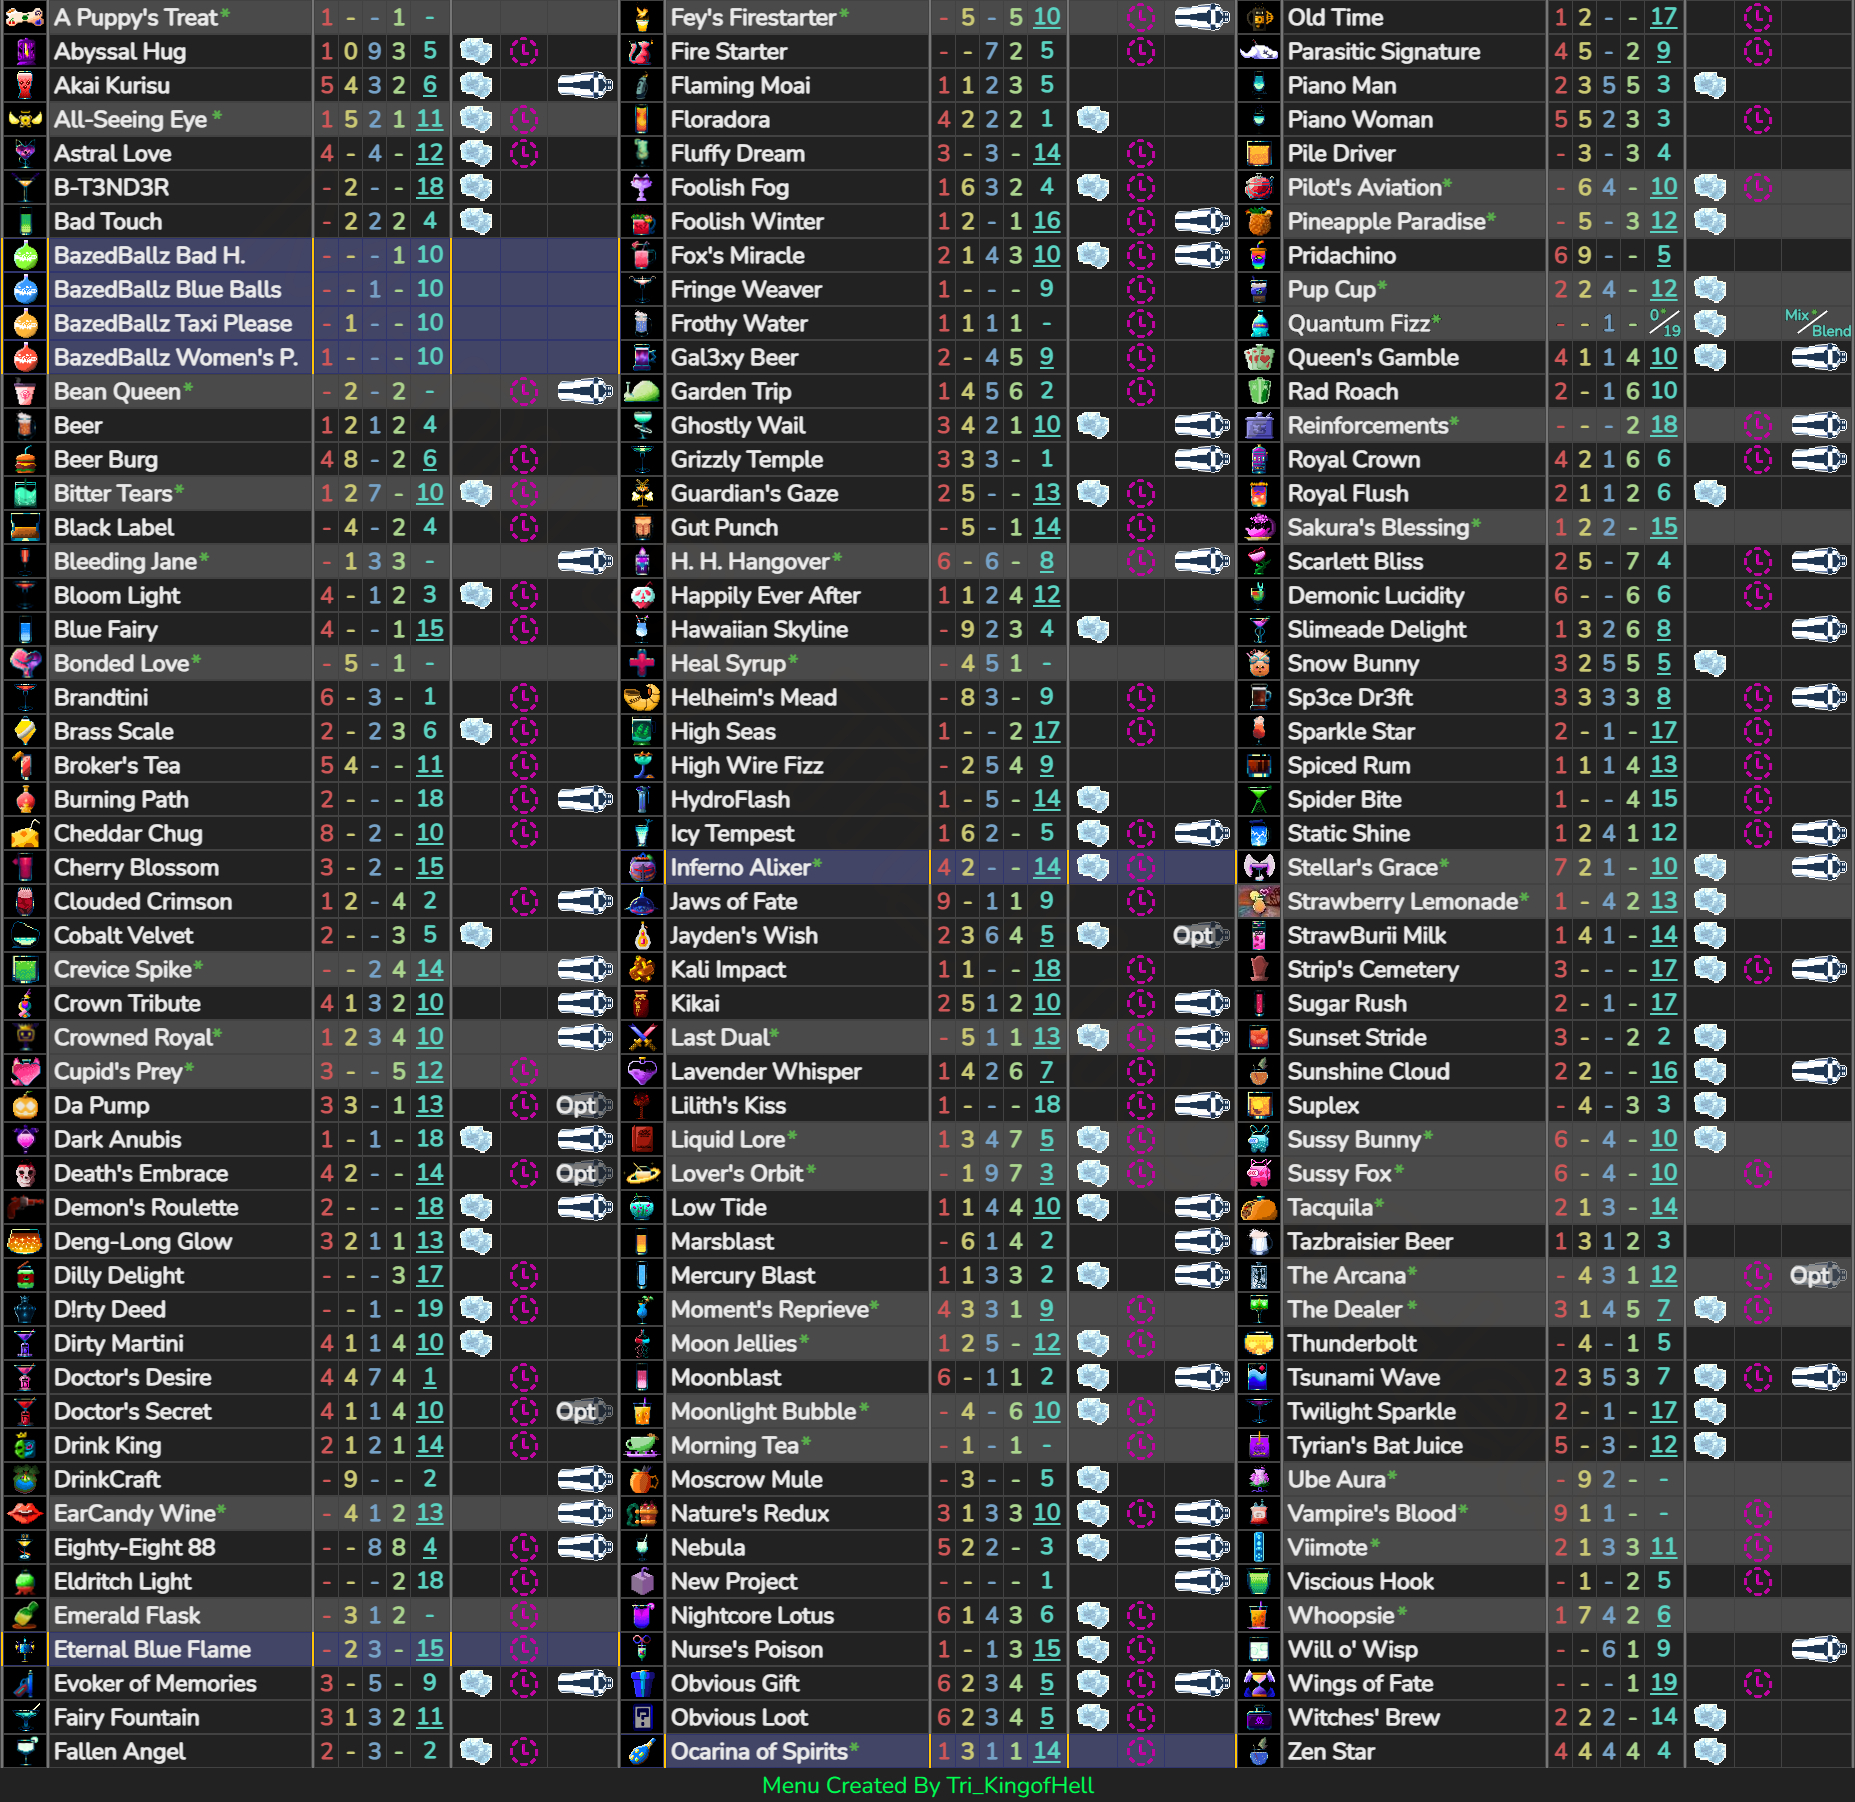 A Puppy's Treat* 1 - - 1 -
Abyssal Hug 1 0 9 3 5
Akai Kurisu 5 4 3 2 6
All-Seeing Eye * 1 5 2 1 11
Astral Love 4 - 4 - 12
B-T3ND3R - 2 - - 18
Bad Touch - 2 2 2 4
BazedBallz Bad H. - - - 1 10
BazedBallz Blue Balls - - 1 - 10
BazedBallz Taxi Please - 1 - - 10
BazedBallz Women's P. 1 - - - 10
Bean Queen* - 2 - 2 -
Beer 1 2 1 2 4
Beer Burg 4 8 - 2 6
Bitter Tears* 1 2 7 - 10
Black Label - 4 - 2 4
Bleeding Jane* - 1 3 3 -
Bloom Light 4 - 1 2 3
Blue Fairy 4 - - 1 15
Bonded Love* - 5 - 1 -
Brandtini 6 - 3 - 1
Brass Scale 2 - 2 3 6
Broker's Tea 5 4 - - 11
Burning Path 2 - - - 18
Cheddar Chug 8 - 2 - 10
Cherry Blossom 3 - 2 - 15
Clouded Crimson 1 2 - 4 2
Cobalt Velvet 2 - - 3 5
Crevice Spike* - - 2 4 14
Crown Tribute 4 1 3 2 10
Crowned Royal* 1 2 3 4 10
Cupid's Prey* 3 - - 5 12
Da Pump 3 3 - 1 13 Opt
Dark Anubis 1 - 1 - 18
Death's Embrace 4 2 - - 14 Opt
Demon's Roulette 2 - - - 18
Deng-Long Glow 3 2 1 1 13
Dilly Delight - - - 3 17
D!rty Deed - - 1 - 19
Dirty Martini 4 1 1 4 10
Doctor's Desire 4 4 7 4 1
Doctor's Secret 4 1 1 4 10 Opt
Drink King 2 1 2 1 14
DrinkCraft - 9 - - 2
EarCandy Wine* - 4 1 2 13
Eighty-Eight 88 - - 8 8 4
Eldritch Light - - - 2 18
Emerald Flask - 3 1 2 -
Eternal Blue Flame - 2 3 - 15
Evoker of Memories 3 - 5 - 9
Fairy Fountain 3 1 3 2 11
Fallen Angel 2 - 3 - 2
Fey's Firestarter* - 5 - 5 10
Fire Starter - - 7 2 5
Flaming Moai 1 1 2 3 5
Floradora 4 2 2 2 1
Fluffy Dream 3 - 3 - 14
Foolish Fog 1 6 3 2 4
Foolish Winter 1 2 - 1 16
Fox's Miracle 2 1 4 3 10
Fringe Weaver 1 - - - 9
Frothy Water 1 1 1 1 -
Gal3xy Beer 2 - 4 5 9
Garden Trip 1 4 5 6 2
Ghostly Wail 3 4 2 1 10
Grizzly Temple 3 3 3 - 1
Guardian's Gaze 2 5 - - 13
Gut Punch - 5 - 1 14
H. H. Hangover* 6 - 6 - 8
Happily Ever After 1 1 2 4 12
Hawaiian Skyline - 9 2 3 4
Heal Syrup* - 4 5 1 -
Helheim's Mead - 8 3 - 9
High Seas 1 - - 2 17
High Wire Fizz - 2 5 4 9
HydroFlash 1 - 5 - 14
Icy Tempest 1 6 2 - 5
Inferno Alixer* 4 2 - - 14
Jaws of Fate 9 - 1 1 9
Jayden's Wish 2 3 6 4 5 Opt
Kali Impact 1 1 - - 18
Kikai 2 5 1 2 10
Last Dual* - 5 1 1 13
Lavender Whisper 1 4 2 6 7
Lilith's Kiss 1 - - - 18
Liquid Lore* 1 3 4 7 5
Lover's Orbit* - 1 9 7 3
Low Tide 1 1 4 4 10
Marsblast - 6 1 4 2
Mercury Blast 1 1 3 3 2
Moment's Reprieve* 4 3 3 1 9
Moon Jellies* 1 2 5 - 12
Moonblast 6 - 1 1 2
Moonlight Bubble* - 4 - 6 10
Morning Tea* - 1 - 1 -
Moscrow Mule - 3 - - 5
Nature's Redux 3 1 3 3 10
Nebula 5 2 2 - 3
New Project - - - - 1
Nightcore Lotus 6 1 4 3 6
Nurse's Poison 1 - 1 3 15
Obvious Gift 6 2 3 4 5
Obvious Loot 6 2 3 4 5
Ocarina of Spirits* 1 3 1 1 14
Old Time 1 2 - - 17
Parasitic Signature 4 5 - 2 9
Piano Man 2 3 5 5 3
Piano Woman 5 5 2 3 3
Pile Driver - 3 - 3 4
Pilot's Aviation* - 6 4 - 10
Pineapple Paradise* - 5 - 3 12
Pridachino 6 9 - - 5
Pup Cup* 2 2 4 - 12
Quantum Fizz* - - 1 - 0*/19 Mix*/Blend
Queen's Gamble 4 1 1 4 10
Rad Roach 2 - 1 6 10
Reinforcements* - - - 2 18
Royal Crown 4 2 1 6 6
Royal Flush 2 1 1 2 6
Sakura's Blessing* 1 2 2 - 15
Scarlett Bliss 2 5 - 7 4
Demonic Lucidity 6 - - 6 6
Slimeade Delight 1 3 2 6 8
Snow Bunny 3 2 5 5 5
Sp3ce Dr3ft 3 3 3 3 8
Sparkle Star 2 - 1 - 17
Spiced Rum 1 1 1 4 13
Spider Bite 1 - - 4 15
Static Shine 1 2 4 1 12
Stellar's Grace* 7 2 1 - 10
Strawberry Lemonade* 1 - 4 2 13
StrawBurii Milk 1 4 1 - 14
Strip's Cemetery 3 - - - 17
Sugar Rush 2 - 1 - 17
Sunset Stride 3 - - 2 2
Sunshine Cloud 2 2 - - 16
Suplex - 4 - 3 3
Sussy Bunny* 6 - 4 - 10
Sussy Fox* 6 - 4 - 10
Tacquila* 2 1 3 - 14
Tazbraisier Beer 1 3 1 2 3
The Arcana* - 4 3 1 12 Opt
The Dealer* 3 1 4 5 7
Thunderbolt - 4 - 1 5
Tsunami Wave 2 3 5 3 7
Twilight Sparkle 2 - 1 - 17
Tyrian's Bat Juice 5 - 3 - 12
Ube Aura* - 9 2 - -
Vampire's Blood* 9 1 1 - -
Viimote* 2 1 3 3 11
Viscious Hook - 1 - 2 5
Whoopsie* 1 7 4 2 6
Will o' Wisp - - 6 1 9
Wings of Fate - - - 1 19
Witches' Brew 2 2 2 - 14
Zen Star 4 4 4 4 4
Menu Created By Tri_KingofHell